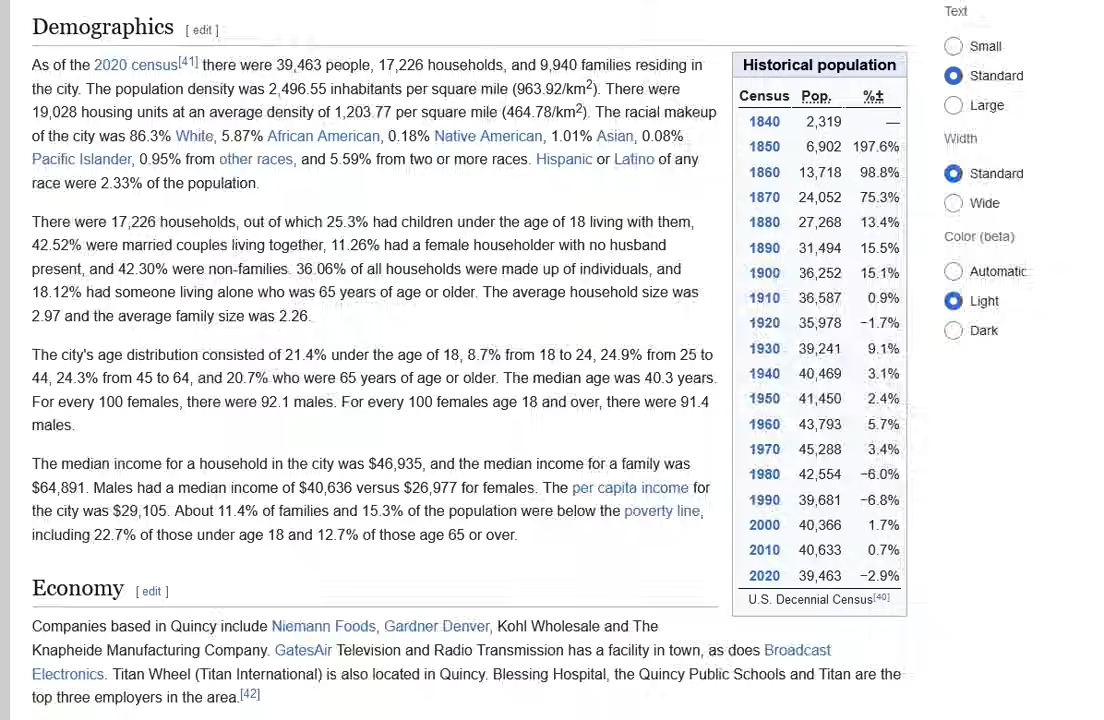 Demographics [ edit ]
As of the 2020 census[41] there were 39,463 people, 17,226 households, and 9,940 families residing in
the city. The population density was 2,496.55 inhabitants per square mile (963.92/km2). There were
19,028 housing units at an average density of 1,203.77 per square mile (464.78/km2). The racial makeup
of the city was 86.3% White, 5.87% African American, 0.18% Native American, 1.01% Asian, 0.08%
Pacific Islander, 0.95% from other races, and 5.59% from two or more races. Hispanic or Latino of any
race were 2.33% of the population.
There were 17,226 households, out of which 25.3% had children under the age of 18 living with them,
42.52% were married couples living together, 11.26% had a female householder with no husband
present, and 42.30% were non-families. 36.06% of all households were made up of individuals, and
18.12% had someone living alone who was 65 years of age or older. The average household size was
2.97 and the average family size was 2.26.
The city's age distribution consisted of 21.4% under the age of 18, 8.7% from 18 to 24, 24.9% from 25 to
44, 24.3% from 45 to 64, and 20.7% who were 65 years of age or older. The median age was 40.3 years.
For every 100 females, there were 92.1 males. For every 100 females age 18 and over, there were 91.4
males.
The median income for a household in the city was $46,935, and the median income for a family was
$64,891. Males had a median income of $40,636 versus $26,977 for females. The per capita income for
the city was $29,105. About 11.4% of families and 15.3% of the population were below the poverty line,
including 22.7% of those under age 18 and 12.7% of those age 65 or over.
Historical population
Census Pop. %±
1840 2,319 —
1850 6,902 197.6%
1860 13,718 98.8%
1870 24,052 75.3%
1880 27,268 13.4%
1890 31,494 15.5%
1900 36,252 15.1%
1910 36,587 0.9%
1920 35,978 −1.7%
1930 39,241 9.1%
1940 40,469 3.1%
1950 41,450 2.4%
1960 43,793 5.7%
1970 45,288 3.4%
1980 42,554 −6.0%
1990 39,681 −6.8%
2000 40,366 1.7%
2010 40,633 0.7%
2020 39,463 −2.9%
U.S. Decennial Census[40]
Economy [ edit ]
Companies based in Quincy include Niemann Foods, Gardner Denver, Kohl Wholesale and The
Knapheide Manufacturing Company. GatesAir Television and Radio Transmission has a facility in town, as does Broadcast
Electronics. Titan Wheel (Titan International) is also located in Quincy. Blessing Hospital, the Quincy Public Schools and Titan are the
top three employers in the area.[42]
Text
Small
Standard
Large
Width
Standard
Wide
Color (beta)
Automatic
Light
Dark